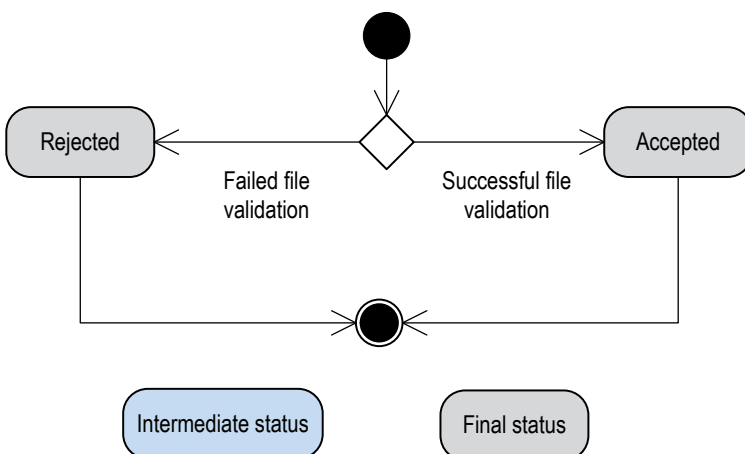 Rejected
Accepted
Failed file
validation
Successful file
validation
Intermediate status
Final status